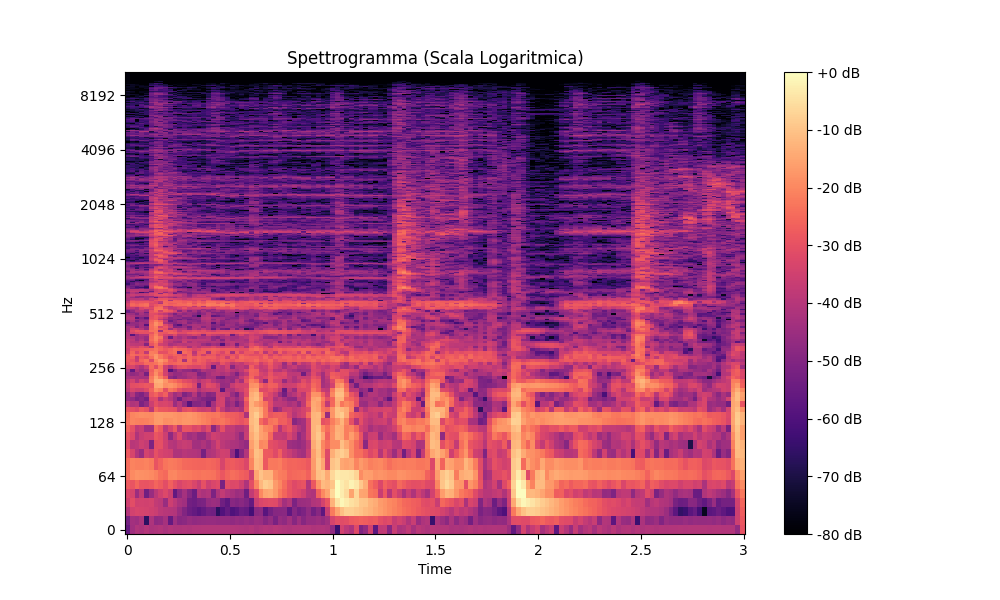 Spettrogramma (Scala Logaritmica)
Hz
8192
4096
2048
1024
512
256
128
64
0
0
0.5
1
1.5
2
2.5
3
Time
+0 dB
-10 dB
-20 dB
-30 dB
-40 dB
-50 dB
-60 dB
-70 dB
-80 dB